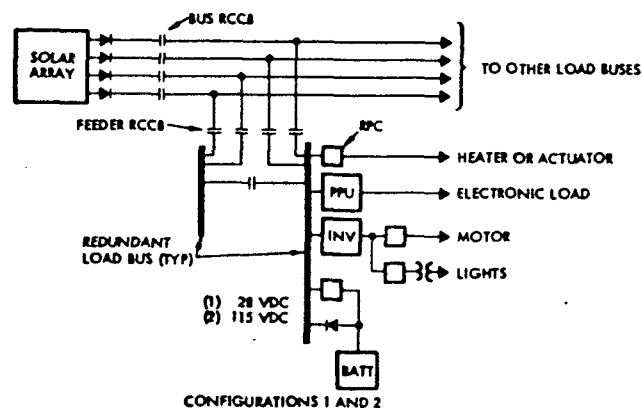 BUS RCCB
SOLAR
ARRAY
TO OTHER LOAD BUSES
FEEDER RCCB
RPC
HEATER OR ACTUATOR
PPU
ELECTRONIC LOAD
INV
MOTOR
REDUNDANT
LOAD BUS (TYP)
LIGHTS
(1) 28 VDC
(2) 115 VDC
BATT
CONFIGURATIONS 1 AND 2